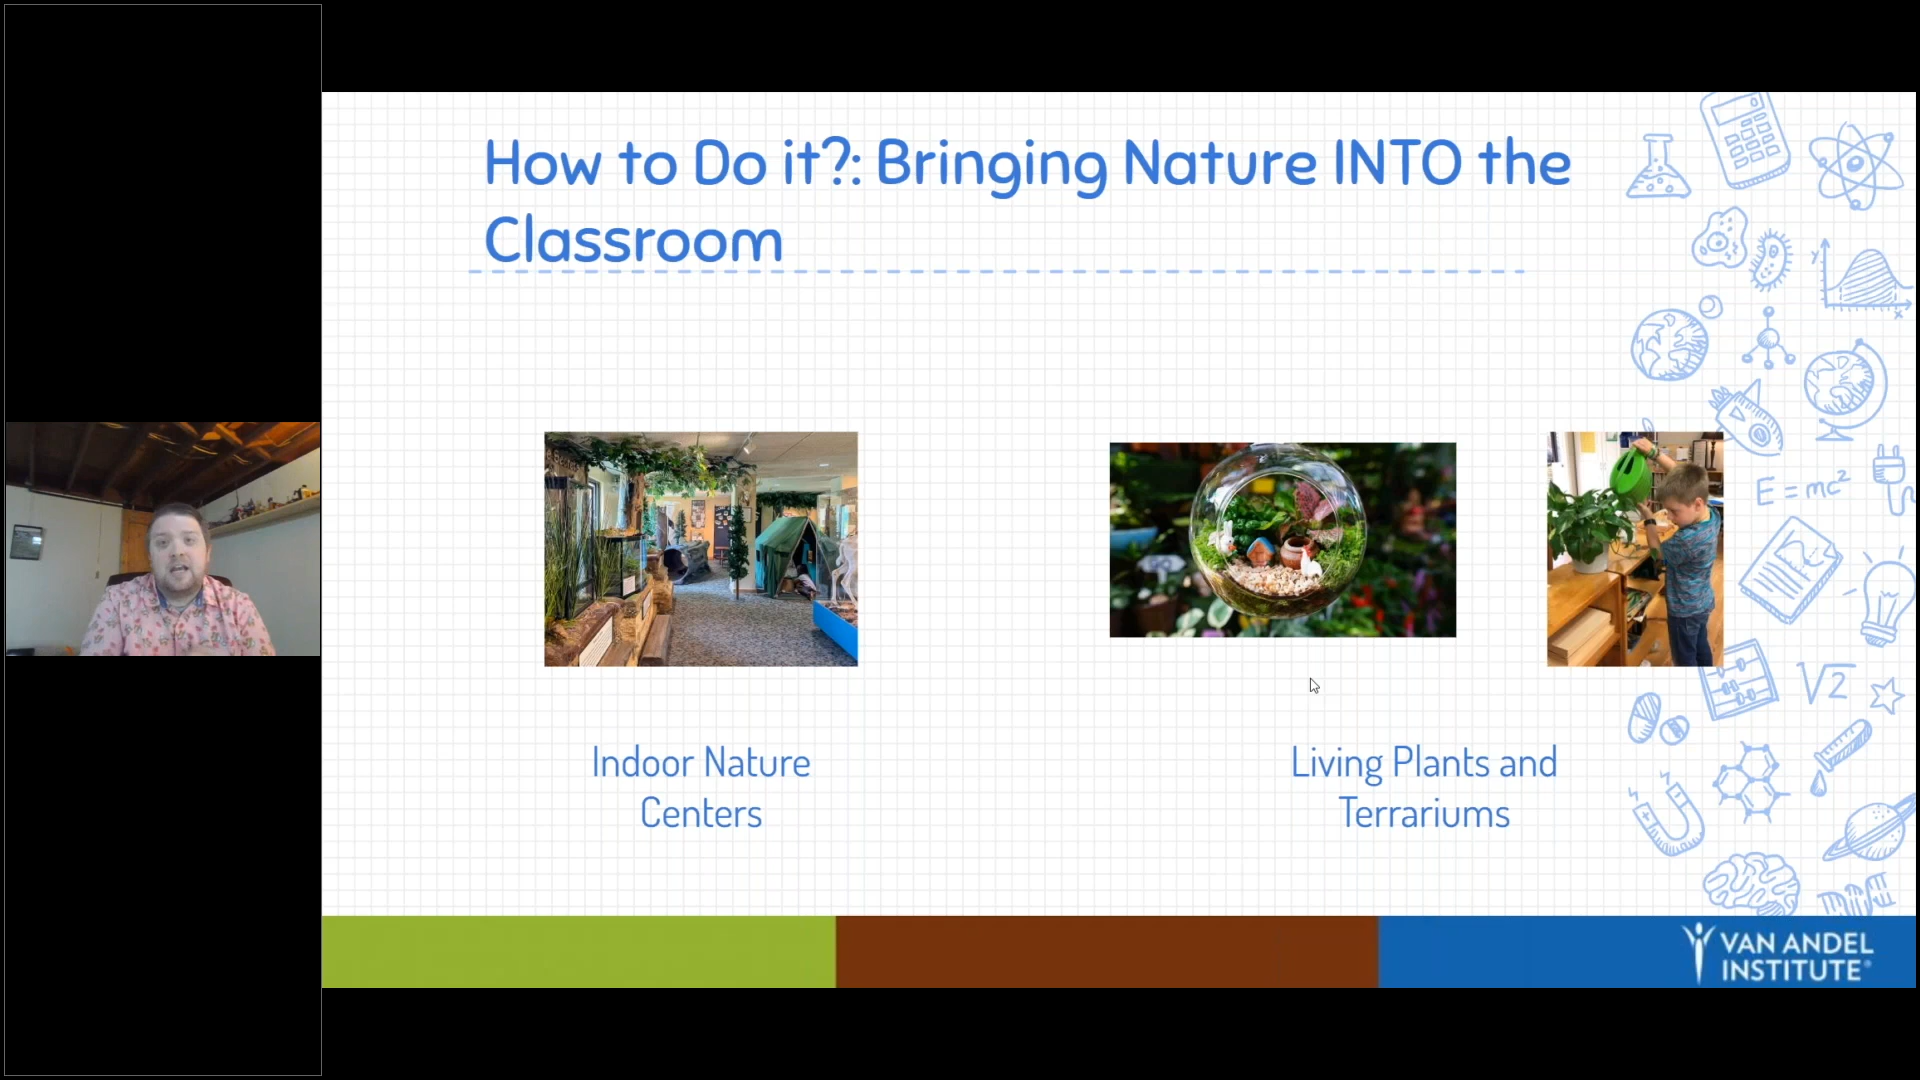 How to Do it?: Bringing Nature INTO the
Classroom
y
x
E=mc²
√2
Indoor Nature
Centers
Living Plants and
Terrariums
VAN ANDEL
INSTITUTE®